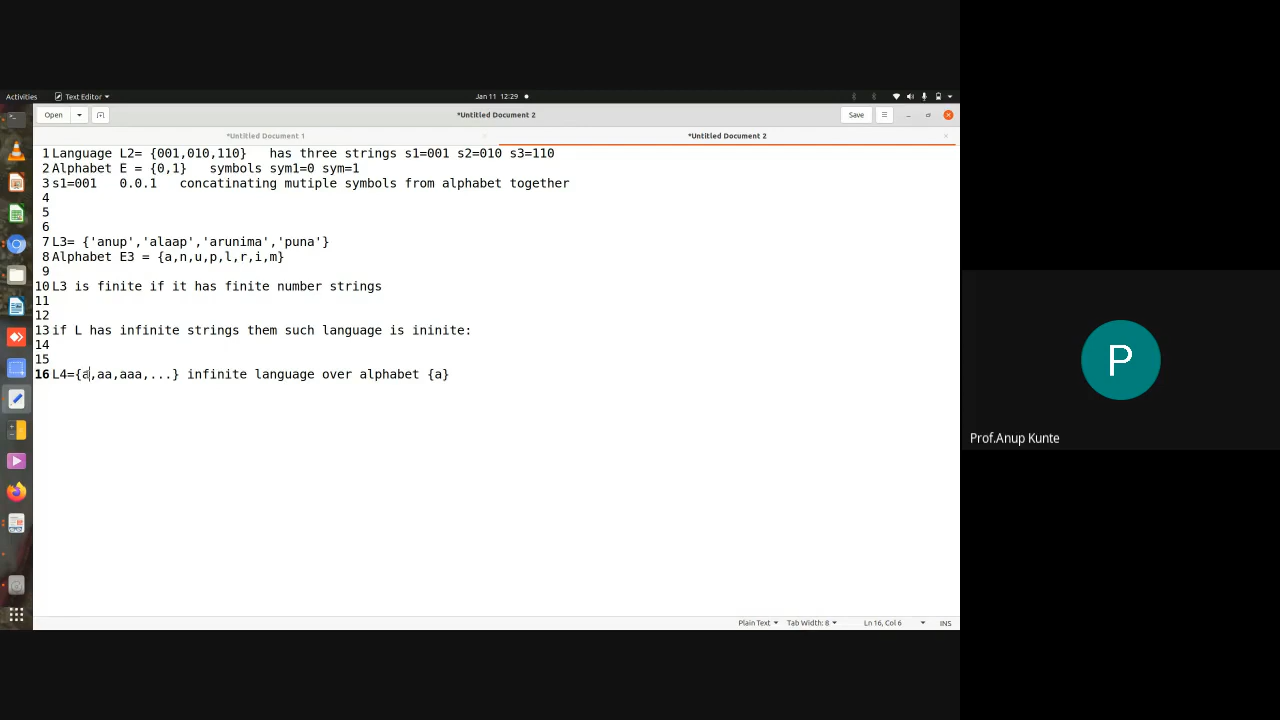 Activities
Text Editor
Jan 11 12:29
Open
*Untitled Document 2
Save
*Untitled Document 1
*Untitled Document 2
1 Language L2= {001,010,110}   has three strings s1=001 s2=010 s3=110
2 Alphabet E = {0,1}   symbols sym1=0 sym=1
3 s1=001   0.0.1   concatinating mutiple symbols from alphabet together
4
5
6
7 L3= {'anup','alaap','arunima','puna'}
8 Alphabet E3 = {a,n,u,p,l,r,i,m}
9
10 L3 is finite if it has finite number strings
11
12
13 if L has infinite strings them such language is ininite:
14
15
16 L4={a,aa,aaa,...} infinite language over alphabet {a}
Plain Text
Tab Width: 8
Ln 16, Col 6
INS
P
Prof.Anup Kunte